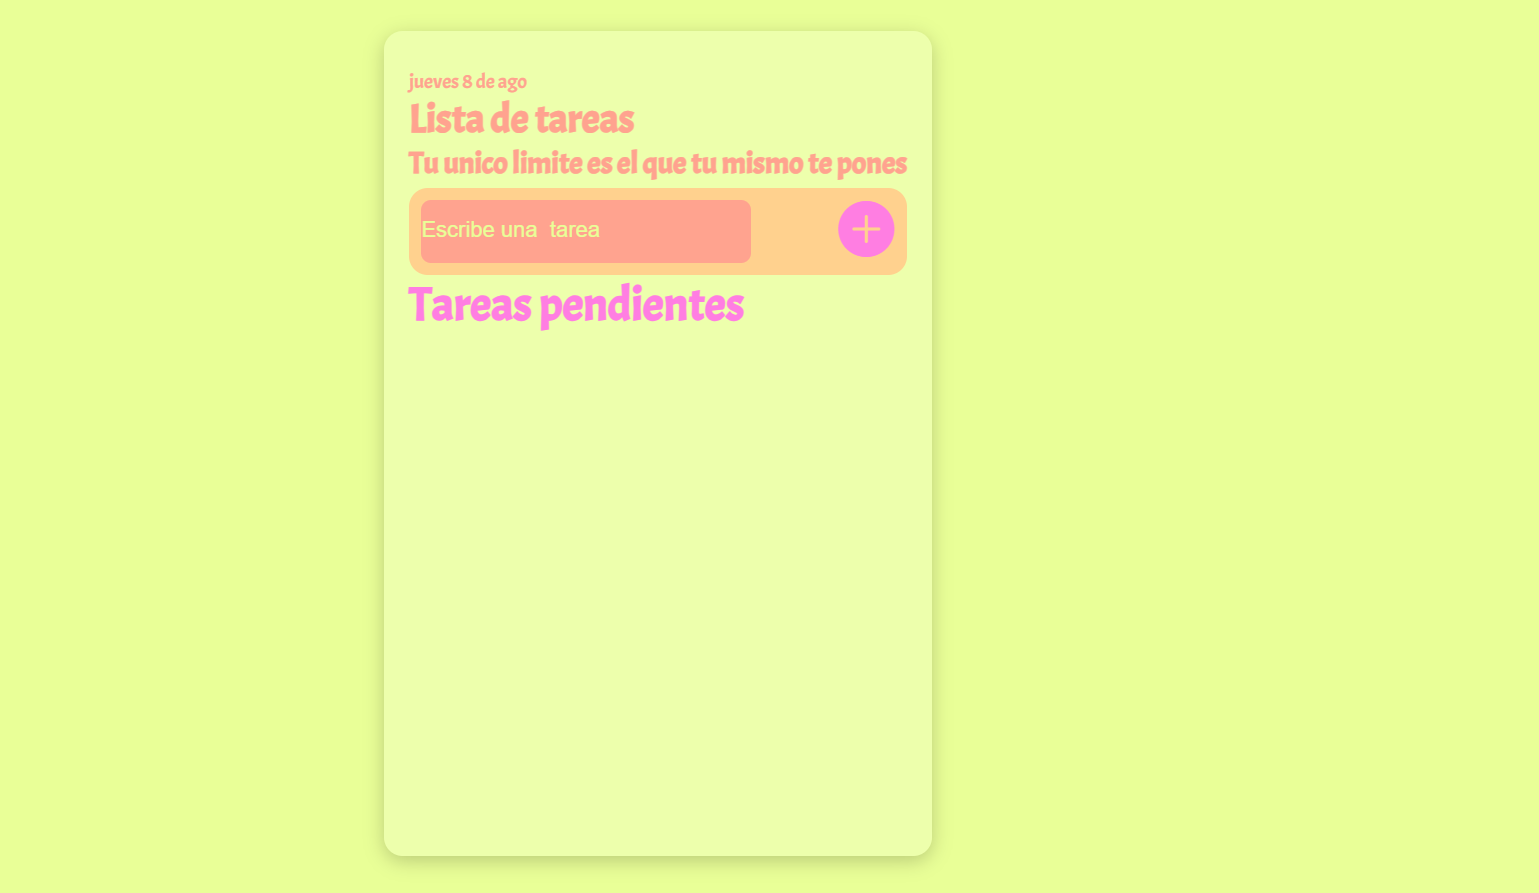 jueves 8 de ago
Lista de tareas
Tu unico limite es el que tu mismo te pones
Escribe una  tarea
Tareas pendientes